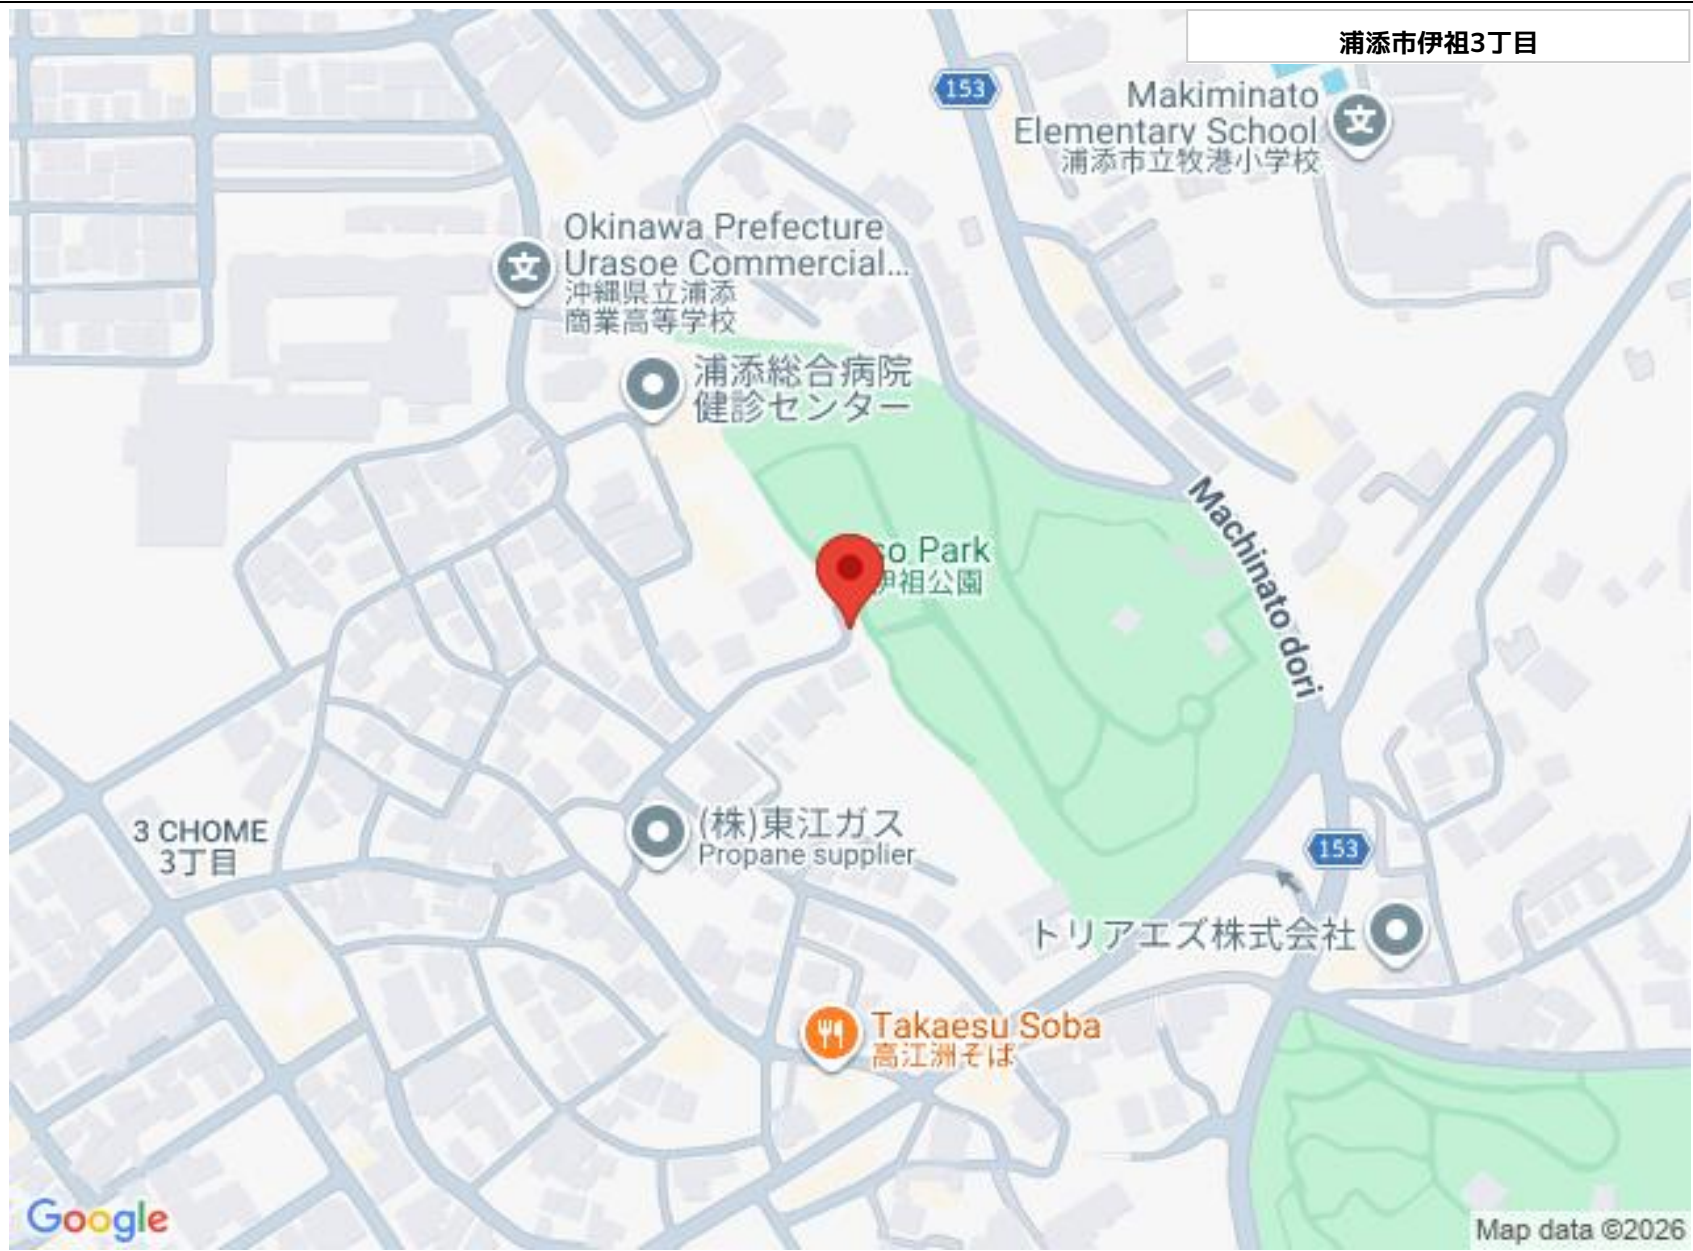 浦添市伊祖3丁目
153
Makiminato
Elementary School
浦添市立牧港小学校
Okinawa Prefecture
Urasoe Commercial...
沖縄県立浦添
商業高等学校
浦添総合病院
健診センター
Machinato dori
so Park
伊祖公園
(株)東江ガス
Propane supplier
3 CHOME
3丁目
153
トリアエズ株式会社
Takaesu Soba
高江洲そば
Google
Map data ©2026